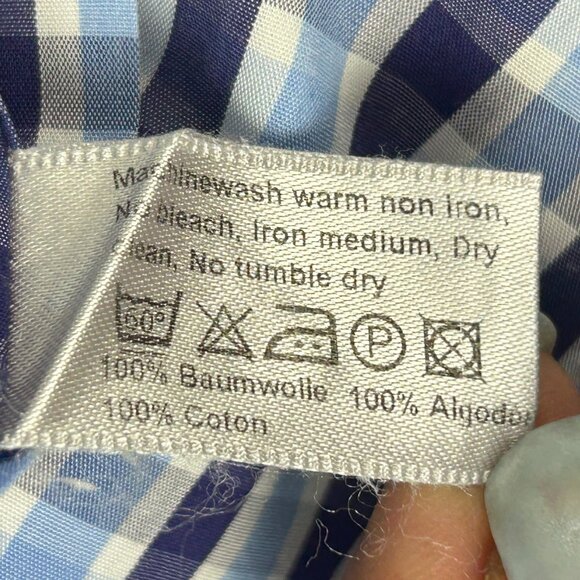 Machinewash warm non iron,
No bleach, Iron medium, Dry
clean, No tumble dry
60° P
100% Baumwolle 100% Algodon
100% Coton